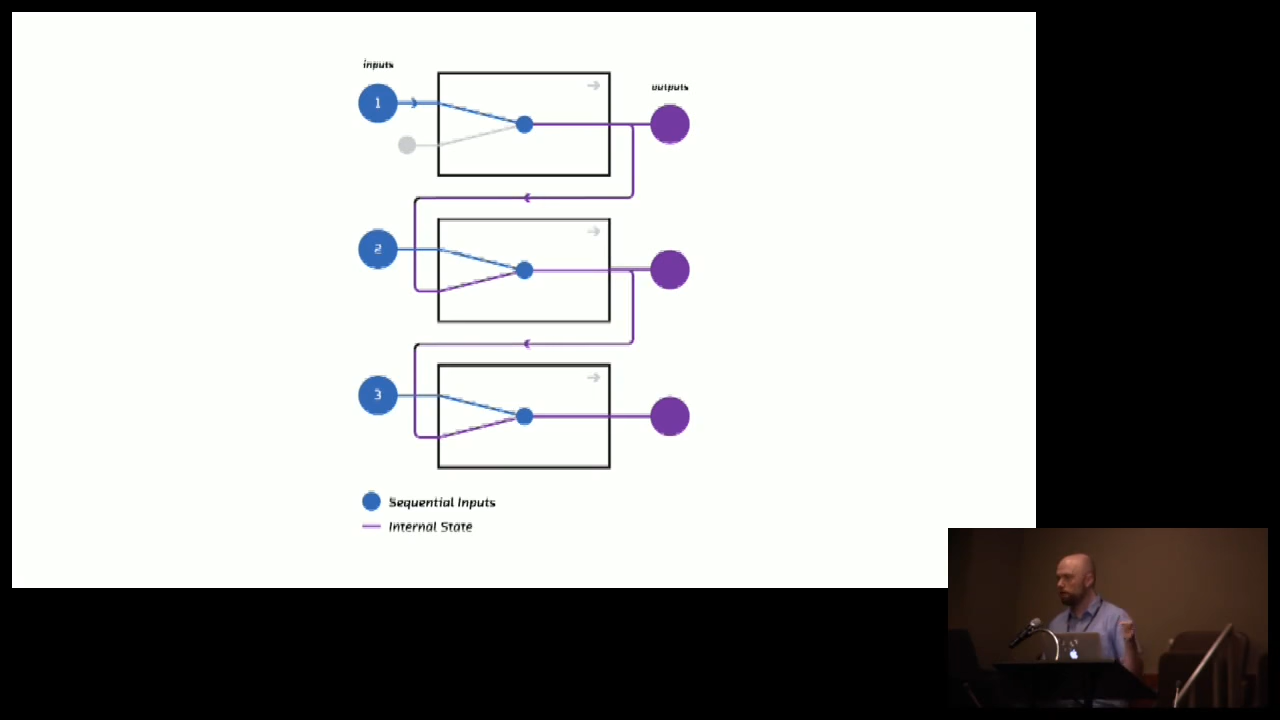 inputs
outputs
1
2
3
Sequential Inputs
Internal State